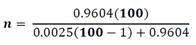 n = 0.9604(100) / 0.0025(100 − 1) + 0.9604